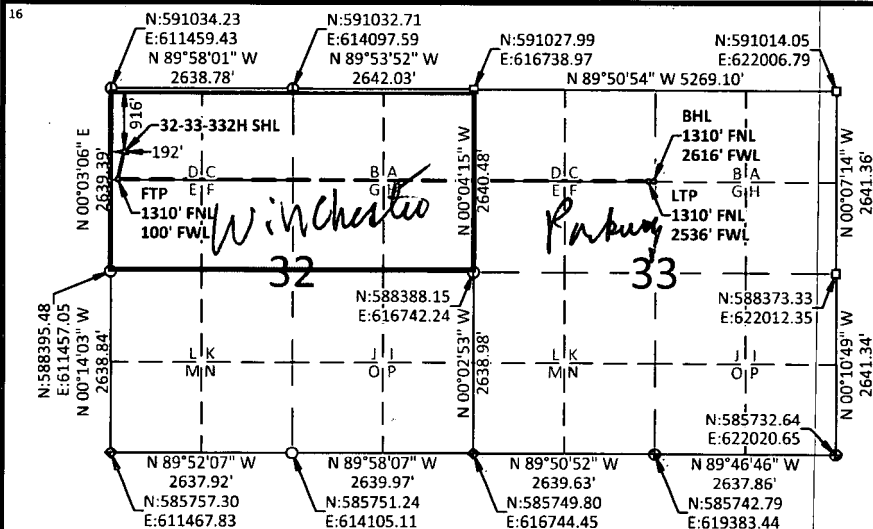 16
N:591034.23
E:611459.43
N:591032.71
E:614097.59
N:591027.99
E:616738.97
N:591014.05
E:622006.79
N 89°58'01" W
2638.78'
N 89°53'52" W
2642.03'
N 89°50'54" W 5269.10'
916'
32-33-332H SHL
192'
N 00°03'06" E
2639.39'
FTP
1310' FNL
100' FWL
D C
E F
B A
G H
Winchester
N 00°04'15" W
2640.48'
D C
E F
BHL
1310' FNL
2616' FWL
LTP
1310' FNL
2536' FWL
B A
G H
N 00°07'14" W
2641.36'
32
33
N:588395.48
E:611457.05
N:588388.15
E:616742.24
N:588373.33
E:622012.35
N 00°14'03" W
2638.84'
L K
M N
J I
O P
N 00°02'53" W
2638.98'
L K
M N
J I
O P
N 00°10'49" W
2641.34'
N:585732.64
E:622020.65
N 89°52'07" W
2637.92'
N 89°58'07" W
2639.97'
N 89°50'52" W
2639.63'
N 89°46'46" W
2637.86'
N:585757.30
E:611467.83
N:585751.24
E:614105.11
N:585749.80
E:616744.45
N:585742.79
E:619383.44